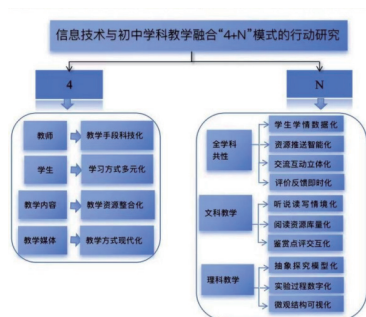 信息技术与初中学科教学融合“4+N”模式的行动研究
4
N
教师
教学手段科技化
学生
学习方式多元化
教学内容
教学资源整合化
教学媒体
教学方式现代化
全学科
共性
学生学情数据化
资源推送智能化
交流互动立体化
评价反馈即时化
文科教学
听说读写情境化
阅读资源库量化
鉴赏点评交互化
理科教学
抽象探究模型化
实验过程数字化
微观结构可视化